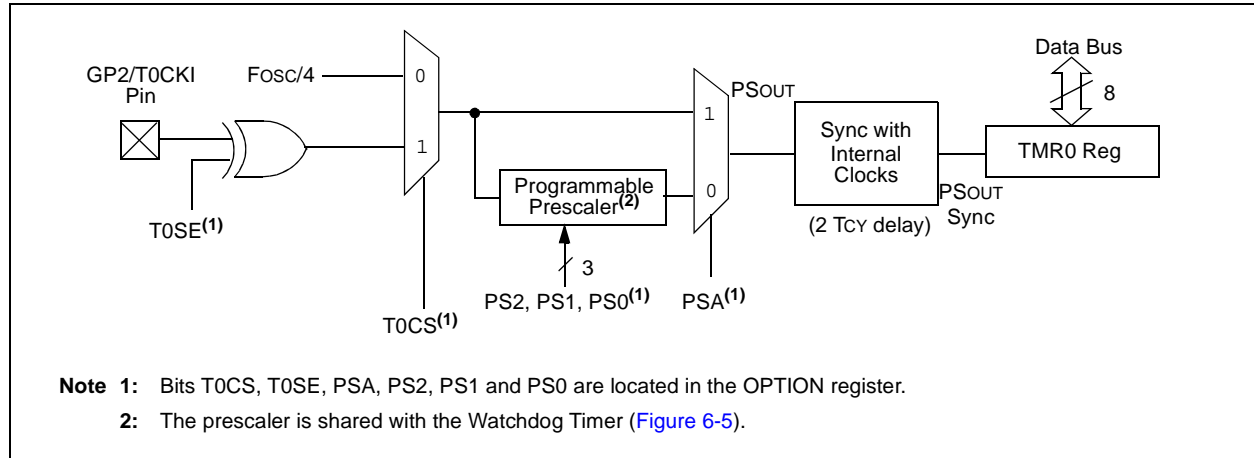 GP2/T0CKI
Pin
T0SE(1)
FOSC/4
0
1
T0CS(1)
Programmable
Prescaler(2)
3
PS2, PS1, PS0(1)
1
0
PSA(1)
PSOUT
Sync with
Internal
Clocks
(2 TCY delay)
PSOUT
Sync
Data Bus
8
TMR0 Reg
Note 1: Bits T0CS, T0SE, PSA, PS2, PS1 and PS0 are located in the OPTION register.
2: The prescaler is shared with the Watchdog Timer (Figure 6-5).